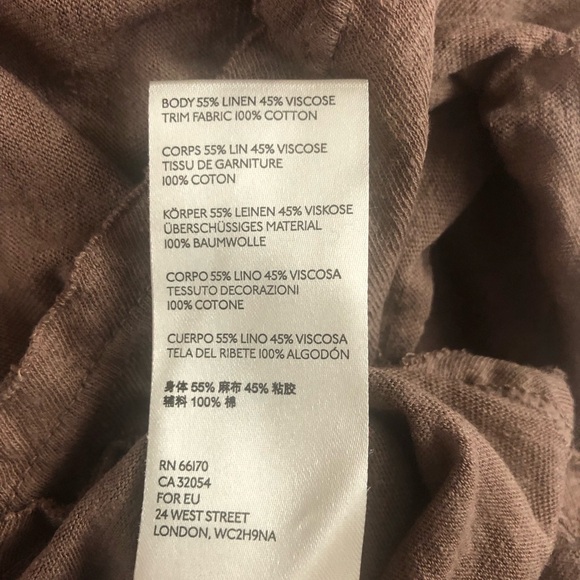 BODY 55% LINEN 45% VISCOSE
TRIM FABRIC 100% COTTON
CORPS 55% LIN 45% VISCOSE
TISSU DE GARNITURE
100% COTON
KÖRPER 55% LEINEN 45% VISKOSE
ÜBERSCHÜSSIGES MATERIAL
100% BAUMWOLLE
CORPO 55% LINO 45% VISCOSA
TESSUTO DECORAZIONI
100% COTONE
CUERPO 55% LINO 45% VISCOSA
TELA DEL RIBETE 100% ALGODÓN
身体 55% 麻布 45% 粘胶
辅料 100% 棉
RN 66170
CA 32054
FOR EU
24 WEST STREET
LONDON, WC2H9NA